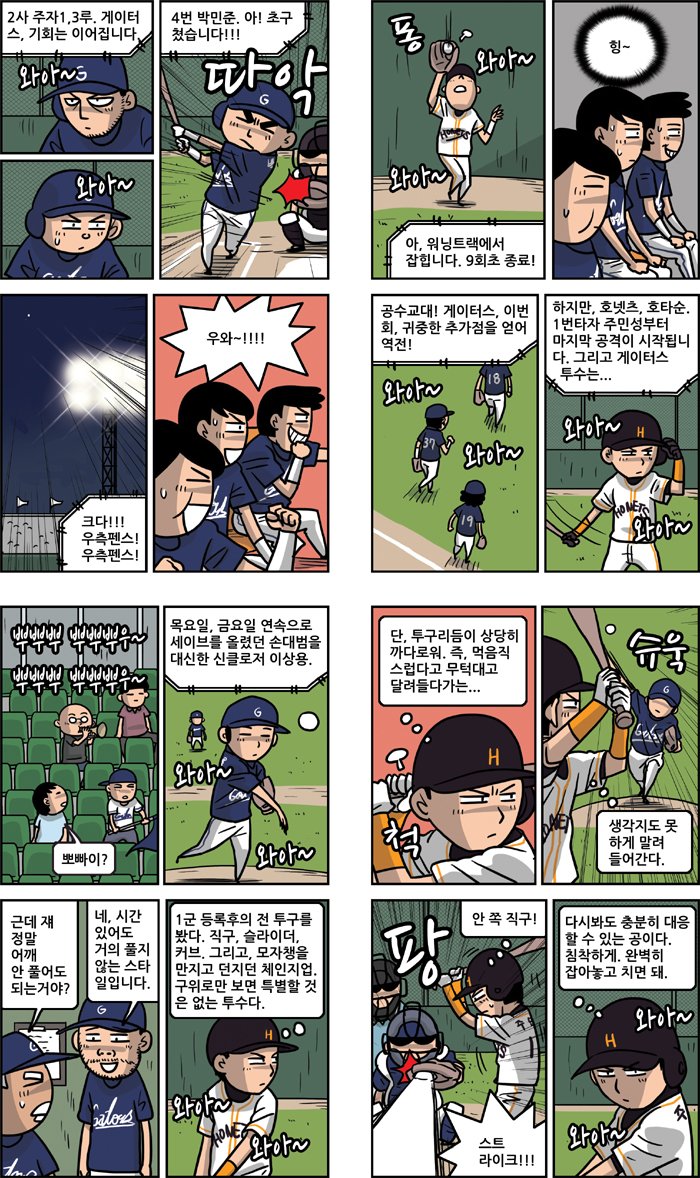 2사 주자1,3루. 게이터
스, 기회는 이어집니다.
와아~
G
와아~
4번 박민준. 아! 초구
쳤습니다!!!
따악
G
크다!!!
우측펜스!
우측펜스!
우와~!!!!
퐁
와아~
와아~
아, 워닝트랙에서
잡힙니다. 9회초 종료!
힝~
공수교대! 게이터스, 이번
회, 귀중한 추가점을 얻어
역전!
18
와아~
37
와아~
19
하지만, 호넷츠, 호타순.
1번타자 주민성부터
마지막 공격이 시작됩니
다. 그리고 게이터스
투수는...
와아~
H
HORNETS
와아~
뿌뿌뿌 뿌뿌뿌우~
뿌뿌뿌 뿌뿌뿌우~
뽀빠이?
목요일, 금요일 연속으로
세이브를 올렸던 손대범을
대신한 신클로저 이상용.
G
와아~
와아~
근데 쟤
정말
어깨
안 풀어도
되는거야?
네, 시간
있어도
거의 풀지
않는 스타
일입니다.
G
G
Gators
1군 등록후의 전 투구를
봤다. 직구, 슬라이더,
커브. 그리고, 모자챙을
만지고 던지던 체인지업.
구위로만 보면 특별할 것
은 없는 투수다.
H
와아~
와아~
단, 투구리듬이 상당히
까다로워. 즉, 먹음직
스럽다고 무턱대고
달려들다가는...
H
척
슈욱
G
생각지도 못
하게 말려
들어간다.
안 쪽 직구!
팡
H
스트
라이크!!!
다시봐도 충분히 대응
할 수 있는 공이다.
침착하게. 완벽히
잡아놓고 치면 돼.
와아~
H
와아~